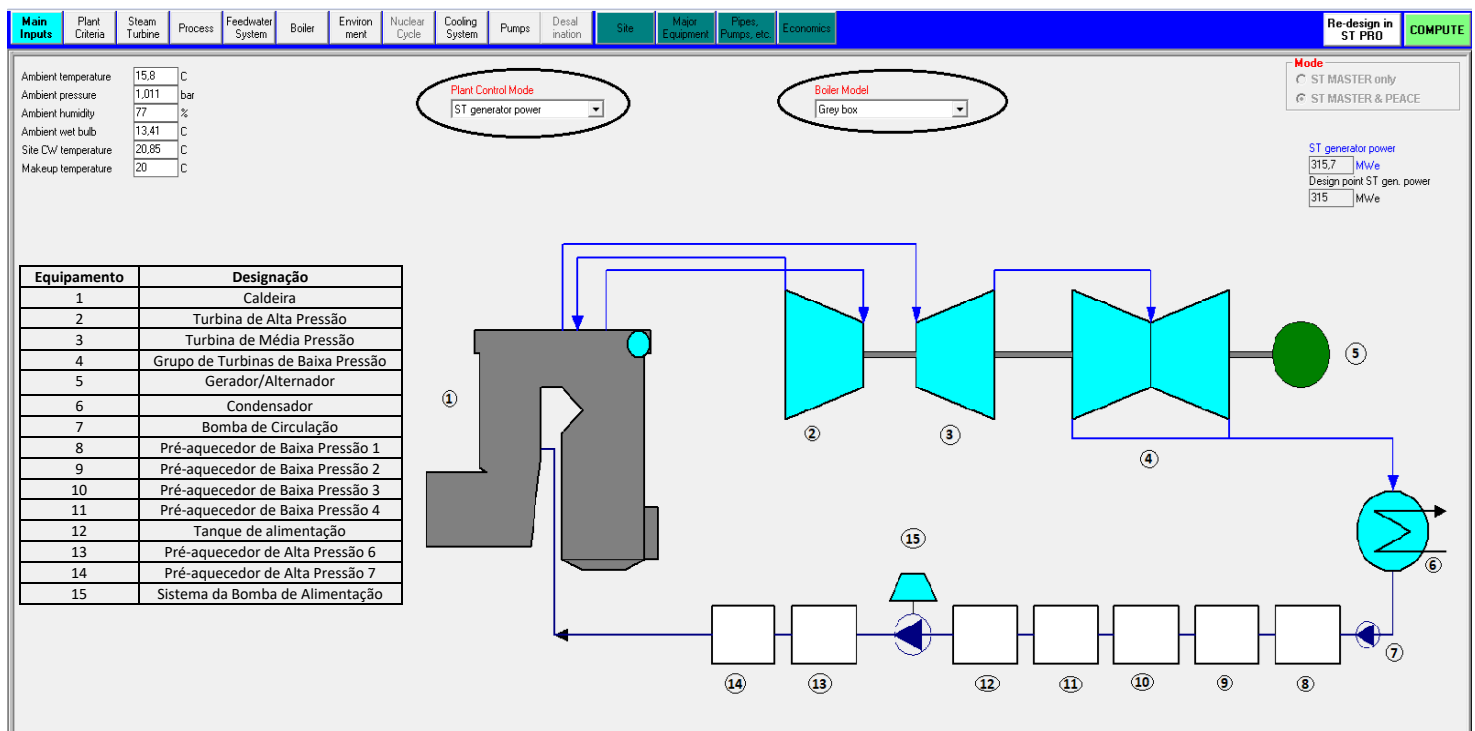 Main Inputs
Plant Criteria
Steam Turbine
Process
Feedwater System
Boiler
Environ ment
Nuclear Cycle
Cooling System
Pumps
Desal ination
Site
Major Equipment
Pipes, Pumps, etc.
Economics
Re-design in ST PRO
COMPUTE
Ambient temperature 15,8 C
Ambient pressure 1,011 bar
Ambient humidity 77 %
Ambient wet bulb 13,41 C
Site CW temperature 20,85 C
Makeup temperature 20 C
Plant Control Mode
ST generator power
Boiler Model
Grey box
Mode
ST MASTER only
ST MASTER & PEACE
ST generator power
315,7 MWe
Design point ST gen. power
315 MWe
Equipamento Designação
1 Caldeira
2 Turbina de Alta Pressão
3 Turbina de Média Pressão
4 Grupo de Turbinas de Baixa Pressão
5 Gerador/Alternador
6 Condensador
7 Bomba de Circulação
8 Pré-aquecedor de Baixa Pressão 1
9 Pré-aquecedor de Baixa Pressão 2
10 Pré-aquecedor de Baixa Pressão 3
11 Pré-aquecedor de Baixa Pressão 4
12 Tanque de alimentação
13 Pré-aquecedor de Alta Pressão 6
14 Pré-aquecedor de Alta Pressão 7
15 Sistema da Bomba de Alimentação
1
2
3
4
5
6
7
15
14
13
12
11
10
9
8